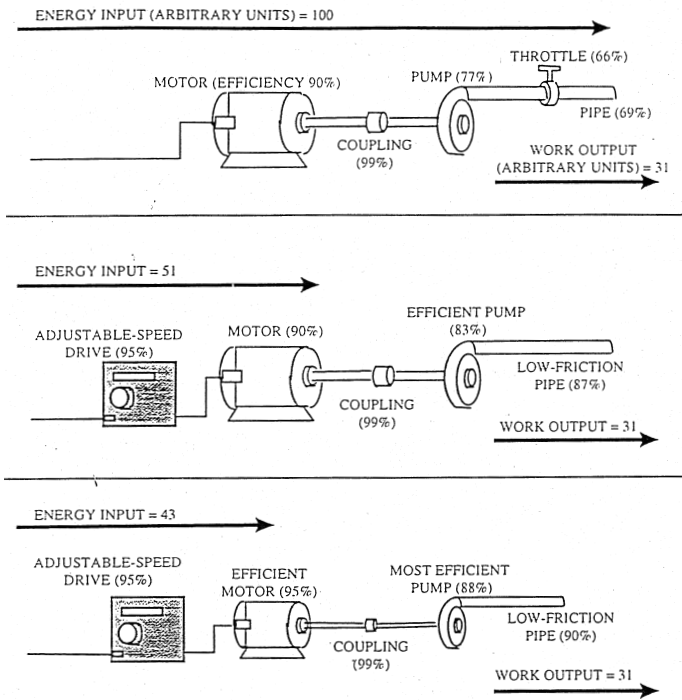 ENERGY INPUT (ARBITRARY UNITS) = 100
THROTTLE (66%)
MOTOR (EFFICIENCY 90%)
PUMP (77%)
PIPE (69%)
COUPLING
(99%)
WORK OUTPUT
(ARBITRARY UNITS) = 31
ENERGY INPUT = 51
EFFICIENT PUMP
(83%)
ADJUSTABLE-SPEED
DRIVE (95%)
MOTOR (90%)
LOW-FRICTION
PIPE (87%)
COUPLING
(99%)
WORK OUTPUT = 31
ENERGY INPUT = 43
ADJUSTABLE-SPEED
DRIVE (95%)
EFFICIENT
MOTOR (95%)
MOST EFFICIENT
PUMP (88%)
LOW-FRICTION
PIPE (90%)
COUPLING
(99%)
WORK OUTPUT = 31